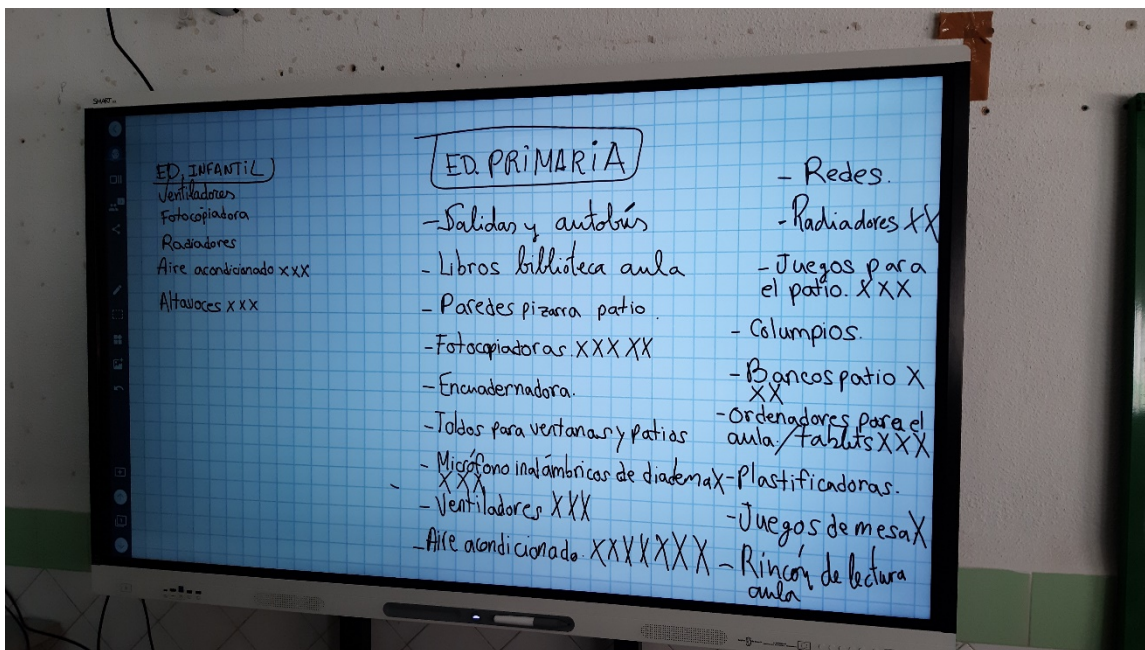 SMART
ED. INFANTIL
Ventiladores
Fotocopiadora
Radiadores
Aire acondicionado xxx
Altavoces xxx
ED. PRIMARIA
- Salidas y autobús
- Libros biblioteca aula
- Paredes pizarra patio.
- Fotocopiadoras. XXX XX
- Encuadernadora.
- Toldos para ventanas y patios
- Micrófono inalámbricos de diadema X
XXX
- Ventiladores XXX
- Aire acondicionado. XXXXXXX
- Redes.
- Radiadores XX
- Juegos para
el patio. XXX
- Columpios.
- Bancos patio X
XX
- Ordenadores para el
aula. / tablets XXX
- Plastificadoras.
- Juegos de mesa X
- Rincón de lectura
aula